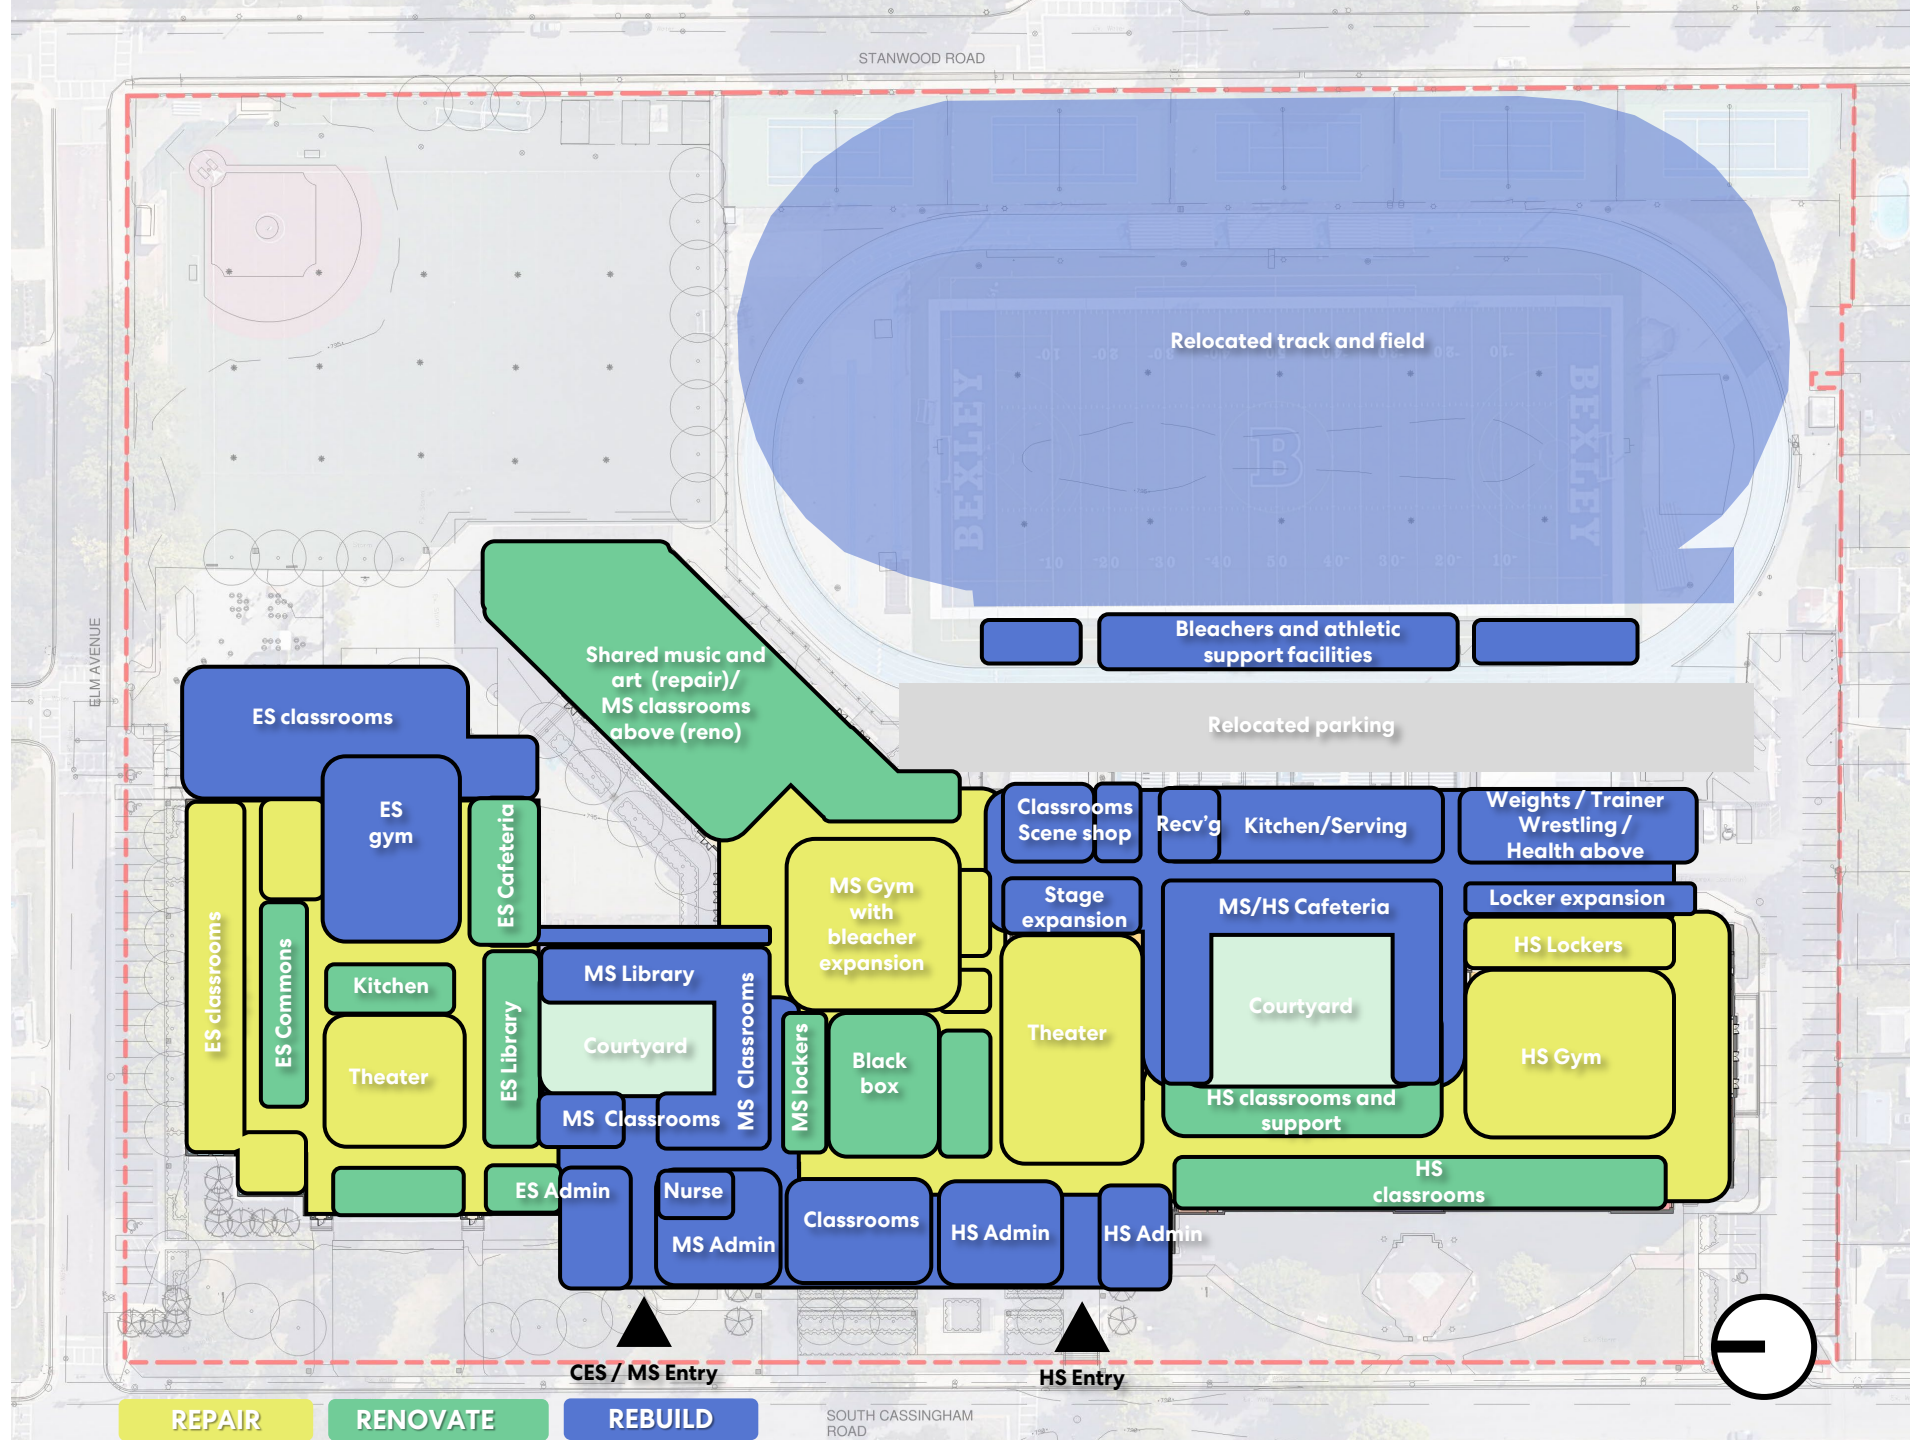 STANWOOD ROAD
Relocated track and field
BEXLEY
B
BEXLEY
ELM AVENUE
Bleachers and athletic
support facilities
Shared music and
art (repair)/
MS classrooms
above (reno)
Relocated parking
ES classrooms
ES
gym
ES Cafeteria
ES classrooms
ES Commons
Kitchen
Theater
ES Library
MS Library
Courtyard
MS Classrooms
MS Classrooms
MS Gym
with
bleacher
expansion
MS lockers
Black
box
Classrooms
Scene shop
Recv'g
Kitchen/Serving
Weights / Trainer
Wrestling /
Health above
Stage
expansion
MS/HS Cafeteria
Locker expansion
HS Lockers
Theater
Courtyard
HS Gym
HS classrooms and
support
HS
classrooms
ES Admin
Nurse
MS Admin
Classrooms
HS Admin
HS Admin
CES / MS Entry
HS Entry
REPAIR
RENOVATE
REBUILD
SOUTH CASSINGHAM
ROAD